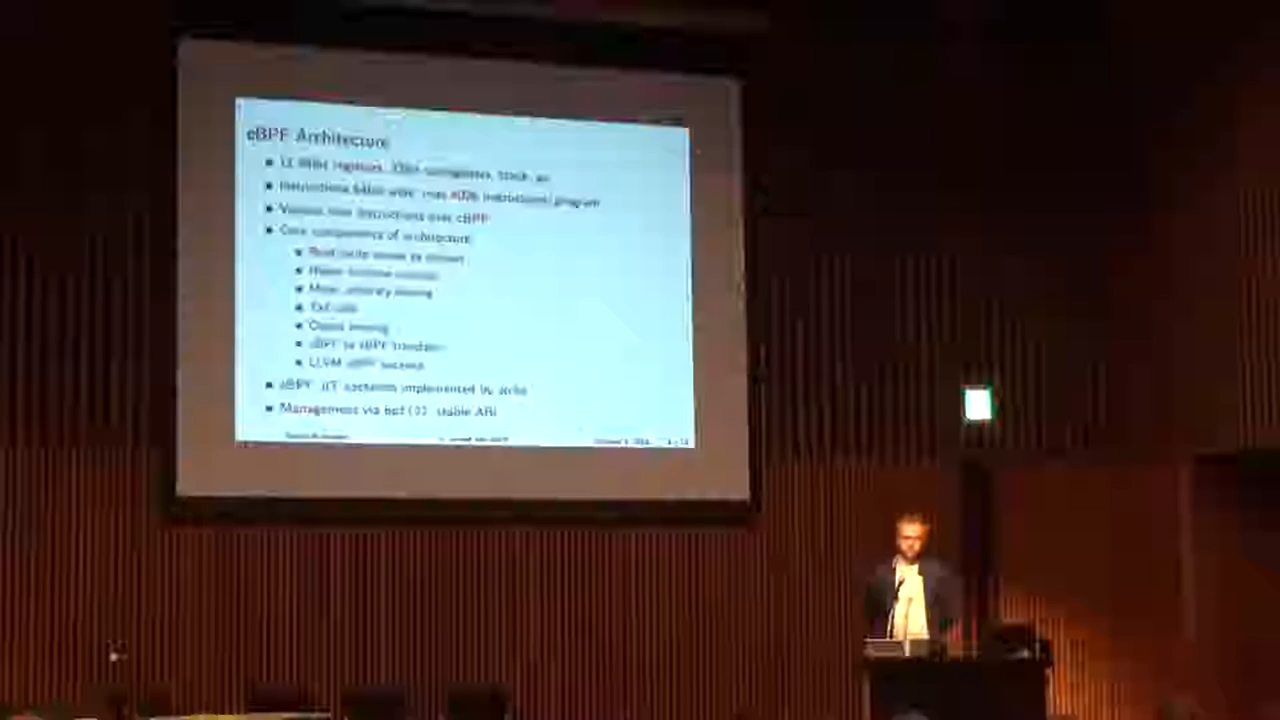 eBPF Architecture
11 64bit registers, 32bit subregisters, stack, pc
Instructions 64bit wide, max 4096 instructions/program
Various new instructions over cBPF
Core components of architecture
Read/write access to context
Helper function concept
Maps, arbitrary sharing
Tail calls
Object pinning
cBPF to eBPF translator
LLVM eBPF backend
eBPF JIT backends implemented by archs
Management via bpf(2), stable ABI